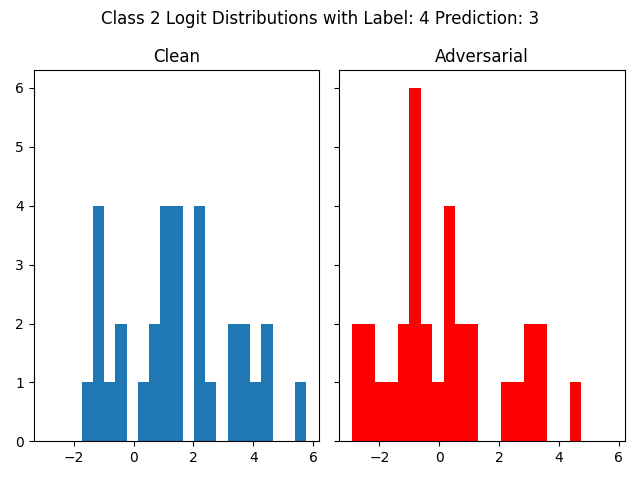 Class 2 Logit Distributions with Label: 4 Prediction: 3
Clean
Adversarial
6
5
4
3
2
1
0
−2 0 2 4 6
−2 0 2 4 6